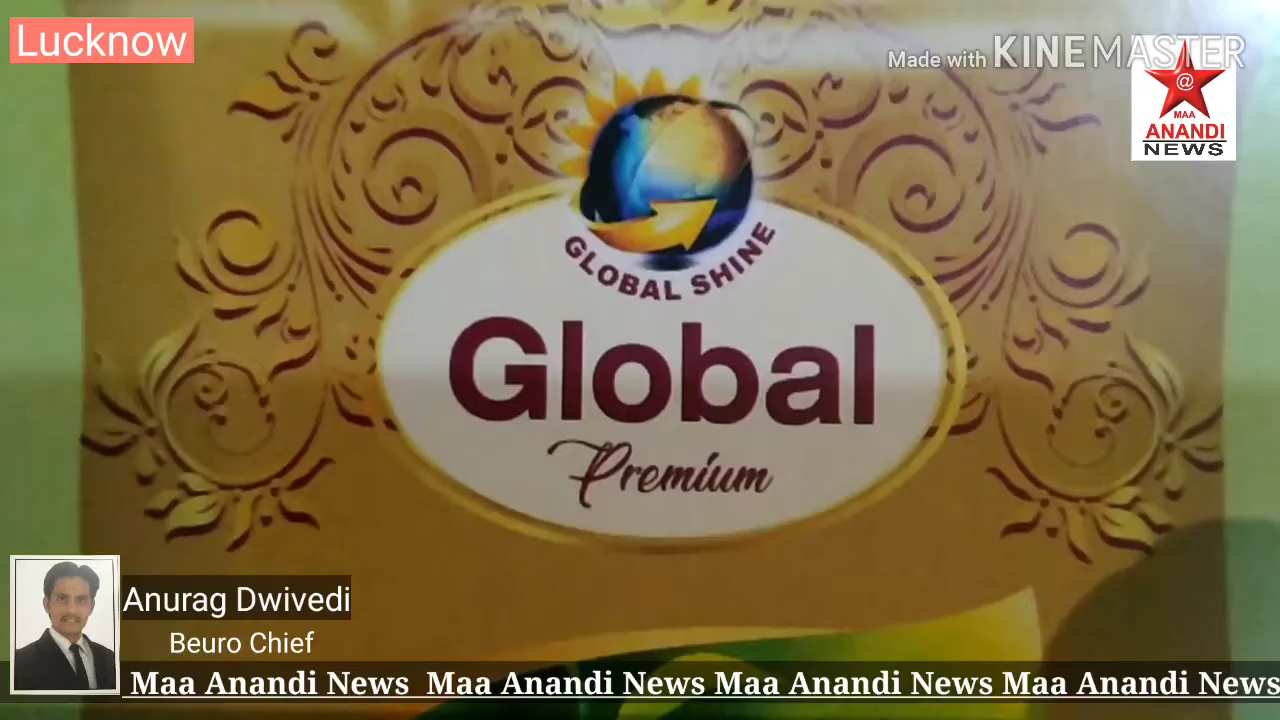 Lucknow
Made with KINEMASTER
@
MAA
ANANDI
NEWS
GLOBAL SHINE
Global
Premium
Anurag Dwivedi
Beuro Chief
Maa Anandi News Maa Anandi News Maa Anandi News Maa Anandi News